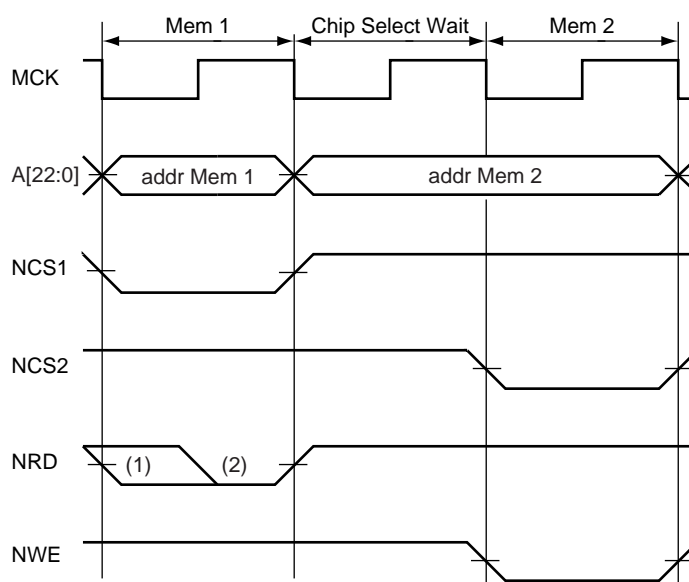 Mem 1 Chip Select Wait Mem 2
MCK
A[22:0] addr Mem 1 addr Mem 2
NCS1
NCS2
NRD (1) (2)
NWE